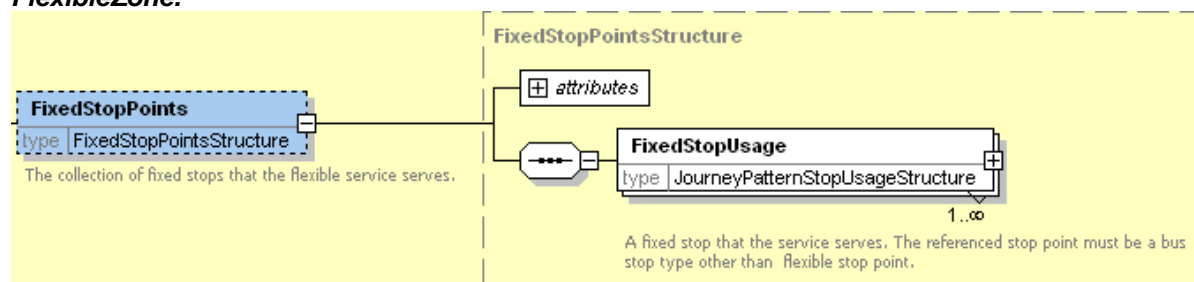 FlexibleZone.
FixedStopPointsStructure
attributes
FixedStopPoints
type FixedStopPointsStructure
The collection of fixed stops that the flexible service serves.
FixedStopUsage
type JourneyPatternStopUsageStructure
1..∞
A fixed stop that the service serves. The referenced stop point must be a bus
stop type other than flexible stop point.